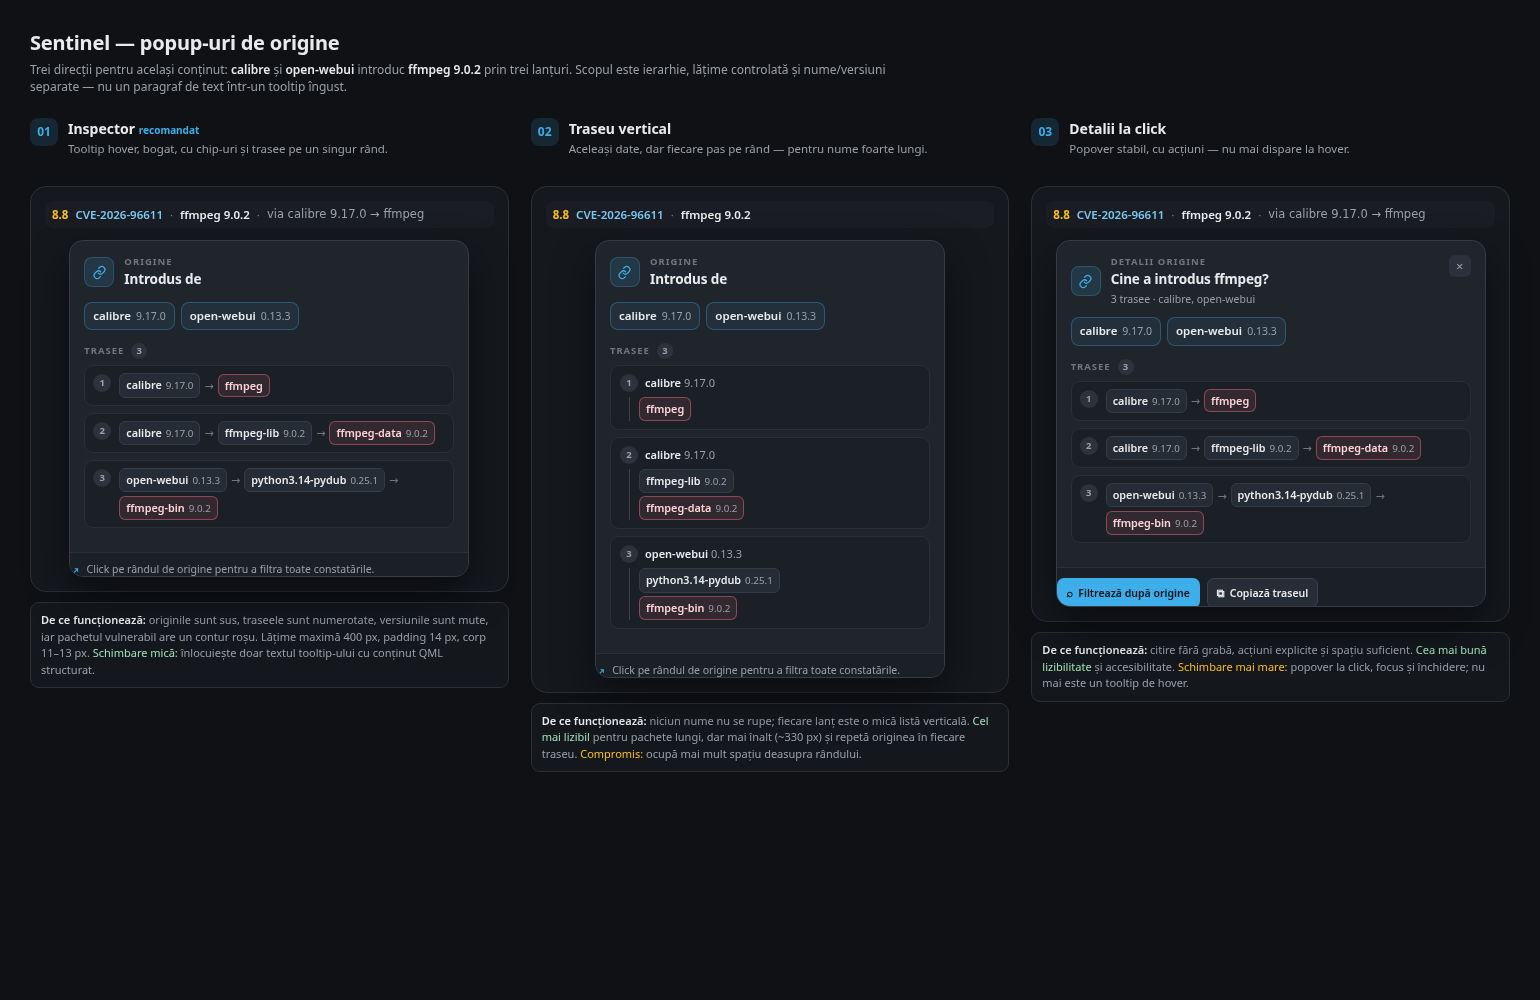 Sentinel — popup-uri de origine
Trei direcții pentru același conținut: calibre și open-webui introduc ffmpeg 9.0.2 prin trei lanțuri. Scopul este ierarhie, lățime controlată și nume/versiuni
separate — nu un paragraf de text într-un tooltip îngust.
01
Inspector recomandat
Tooltip hover, bogat, cu chip-uri și trasee pe un singur rând.
8.8 CVE-2026-96611 · ffmpeg 9.0.2 · via calibre 9.17.0 → ffmpeg
ORIGINE
Introdus de
calibre 9.17.0 open-webui 0.13.3
TRASEE 3
1 calibre 9.17.0 → ffmpeg
2 calibre 9.17.0 → ffmpeg-lib 9.0.2 → ffmpeg-data 9.0.2
3 open-webui 0.13.3 → python3.14-pydub 0.25.1 →
ffmpeg-bin 9.0.2
↗ Click pe rândul de origine pentru a filtra toate constatările.
De ce funcționează: originile sunt sus, traseele sunt numerotate, versiunile sunt mute,
iar pachetul vulnerabil are un contur roșu. Lățime maximă 400 px, padding 14 px, corp
11–13 px. Schimbare mică: înlocuiește doar textul tooltip-ului cu conținut QML
structurat.
02
Traseu vertical
Aceleași date, dar fiecare pas pe rând — pentru nume foarte lungi.
8.8 CVE-2026-96611 · ffmpeg 9.0.2
ORIGINE
Introdus de
calibre 9.17.0 open-webui 0.13.3
TRASEE 3
1 calibre 9.17.0
ffmpeg
2 calibre 9.17.0
ffmpeg-lib 9.0.2
ffmpeg-data 9.0.2
3 open-webui 0.13.3
python3.14-pydub 0.25.1
ffmpeg-bin 9.0.2
↗ Click pe rândul de origine pentru a filtra toate constatările.
De ce funcționează: niciun nume nu se rupe; fiecare lanț este o mică listă verticală. Cel
mai lizibil pentru pachete lungi, dar mai înalt (~330 px) și repetă originea în fiecare
traseu. Compromis: ocupă mai mult spațiu deasupra rândului.
03
Detalii la click
Popover stabil, cu acțiuni — nu mai dispare la hover.
8.8 CVE-2026-96611 · ffmpeg 9.0.2 · via calibre 9.17.0 → ffmpeg
DETALII ORIGINE
Cine a introdus ffmpeg?
3 trasee · calibre, open-webui
×
calibre 9.17.0 open-webui 0.13.3
TRASEE 3
1 calibre 9.17.0 → ffmpeg
2 calibre 9.17.0 → ffmpeg-lib 9.0.2 → ffmpeg-data 9.0.2
3 open-webui 0.13.3 → python3.14-pydub 0.25.1 →
ffmpeg-bin 9.0.2
⌕ Filtrează după origine ⧉ Copiază traseul
De ce funcționează: citire fără grabă, acțiuni explicite și spațiu suficient. Cea mai bună
lizibilitate și accesibilitate. Schimbare mai mare: popover la click, focus și închidere; nu
mai este un tooltip de hover.